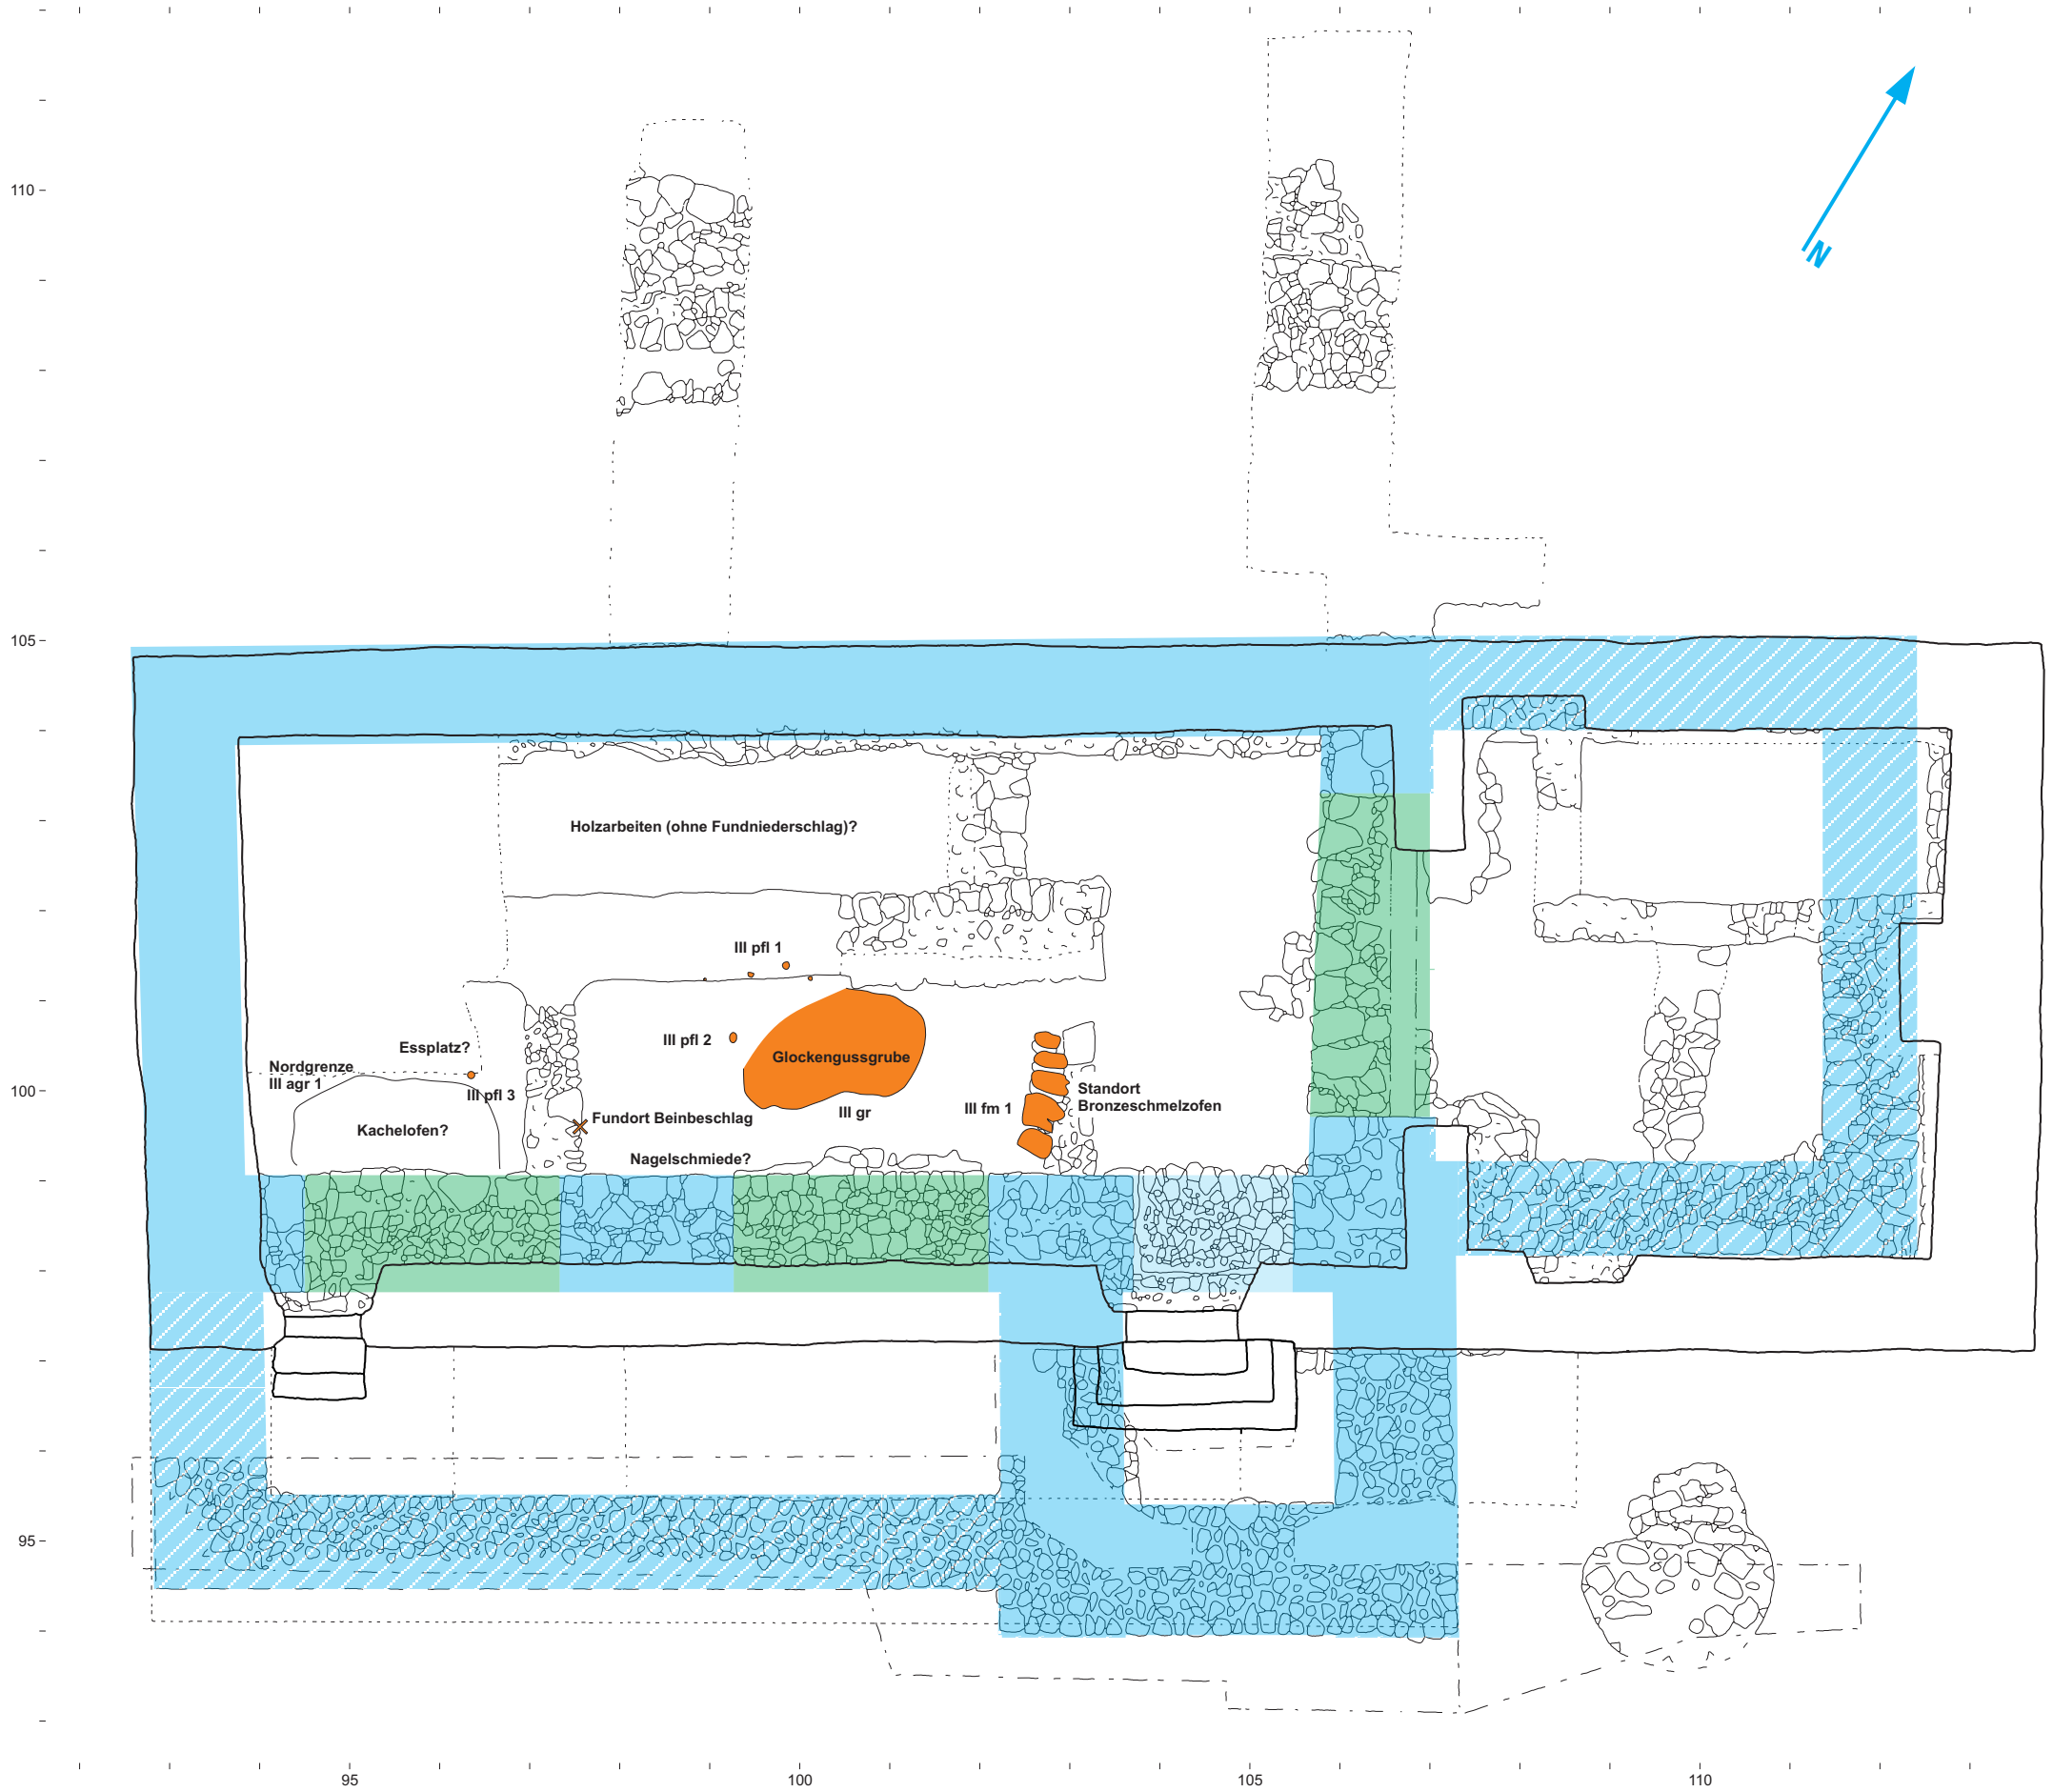 N
110
105
Holzarbeiten (ohne Fundniederschlag)?
III pfl 1
III pfl 2
Essplatz?
Glockengussgrube
Nordgrenze
III agr 1
III pfl 3
100
Standort
Bronzeschmelzofen
III fm 1
III gr
Fundort Beinbeschlag
Kachelofen?
Nagelschmiede?
95
95
100
105
110